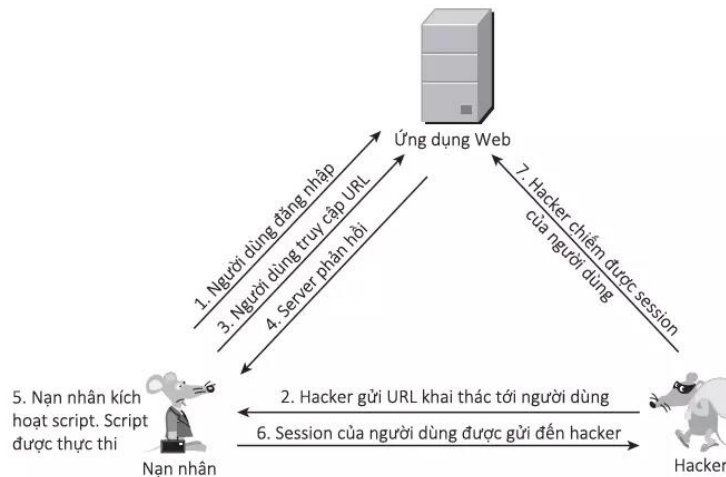 Ứng dụng Web
1. Người dùng đăng nhập
3. Người dùng truy cập URL
4. Server phản hồi
7. Hacker chiếm được session
của người dùng
5. Nạn nhân kích
hoạt script. Script
được thực thi
2. Hacker gửi URL khai thác tới người dùng
6. Session của người dùng được gửi đến hacker
Nạn nhân
Hacker